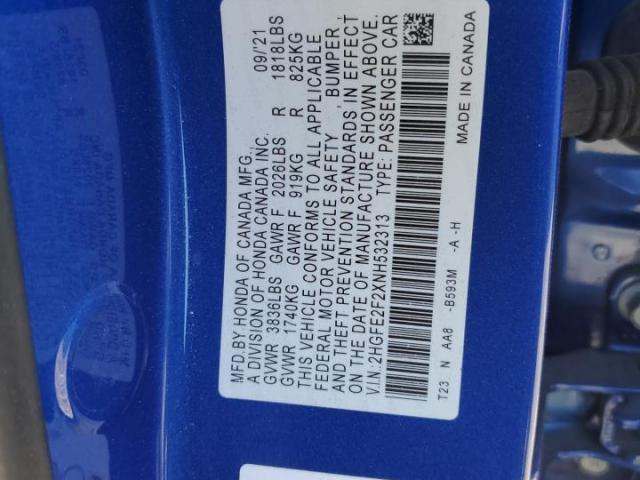 MFD.BY HONDA OF CANADA MFG., 09/'21
A DIVISION OF HONDA CANADA INC.
GVWR 3836LBS GAWR F 2026LBS R 1818LBS
GVWR 1740KG GAWR F 919KG R 825KG
THIS VEHICLE CONFORMS TO ALL APPLICABLE
FEDERAL MOTOR VEHICLE SAFETY , BUMPER ,
AND THEFT PREVENTION STANDARDS IN EFFECT
ON THE DATE OF MANUFACTURE SHOWN ABOVE.
V.I.N.:2HGFE2F2XNH532313 TYPE: PASSENGER CAR
T23 N AA8 -B593M -A -H MADE IN CANADA